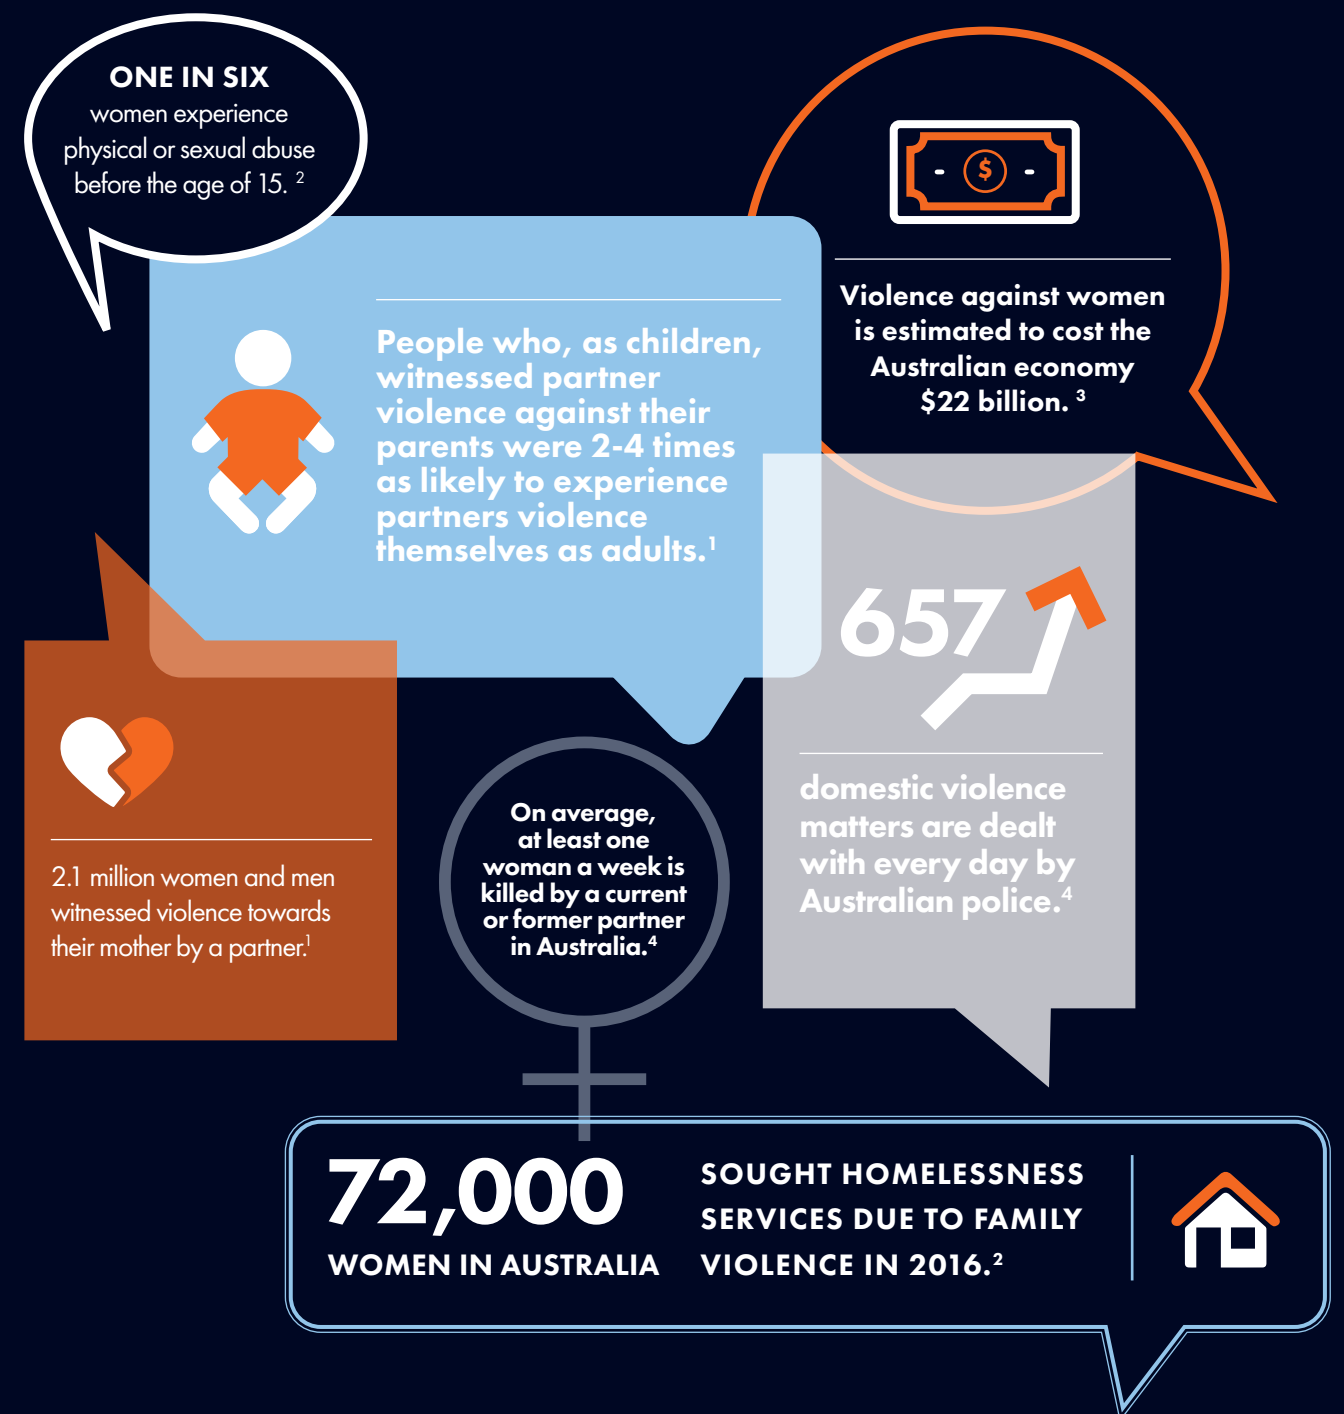 ONE IN SIX
women experience
physical or sexual abuse
before the age of 15. 2
$
Violence against women
is estimated to cost the
Australian economy
$22 billion. 3
People who, as children,
witnessed partner
violence against their
parents were 2-4 times
as likely to experience
partners violence
themselves as adults.1
657
domestic violence
matters are dealt
with every day by
Australian police.4
2.1 million women and men
witnessed violence towards
their mother by a partner.1
On average,
at least one
woman a week is
killed by a current
or former partner
in Australia.4
72,000
WOMEN IN AUSTRALIA
SOUGHT HOMELESSNESS
SERVICES DUE TO FAMILY
VIOLENCE IN 2016.2